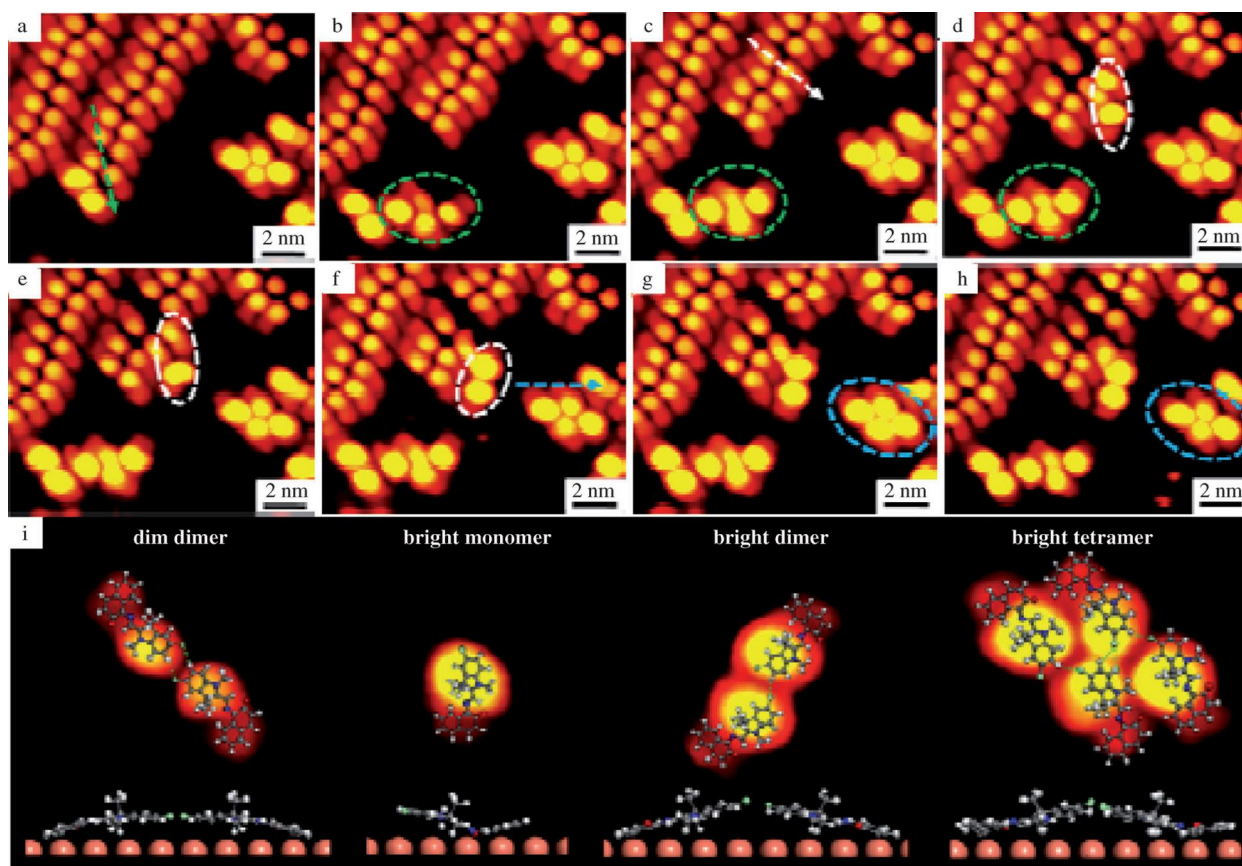 a
b
c
d
2 nm
2 nm
2 nm
2 nm
e
f
g
h
2 nm
2 nm
2 nm
2 nm
i
dim dimer
bright monomer
bright dimer
bright tetramer